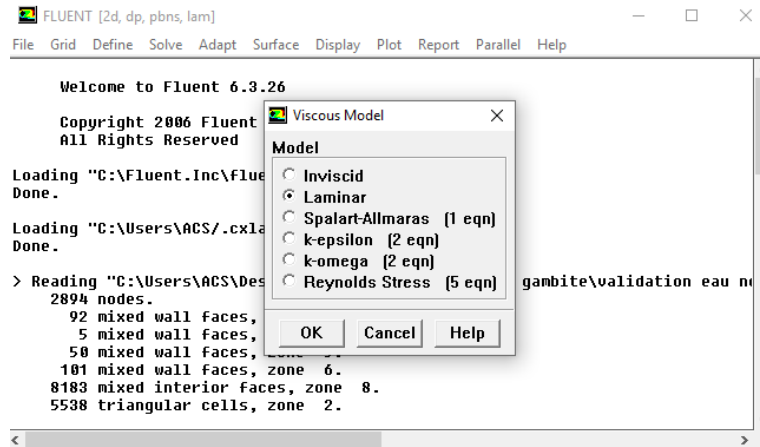 FLUENT [2d, dp, pbns, lam]
File Grid Define Solve Adapt Surface Display Plot Report Parallel Help
Welcome to Fluent 6.3.26
Copyright 2006 Fluent
All Rights Reserved
Loading "C:\Fluent.Inc\flue
Done.
Loading "C:\Users\ACS/.cxla
Done.
> Reading "C:\Users\ACS\Des gambite\validation eau
2894 nodes.
92 mixed wall faces,
5 mixed wall faces,
50 mixed wall faces,
101 mixed wall faces, zone 6.
8183 mixed interior faces, zone 8.
5538 triangular cells, zone 2.
Viscous Model
Model
Inviscid
Laminar
Spalart-Allmaras (1 eqn)
k-epsilon (2 eqn)
k-omega (2 eqn)
Reynolds Stress (5 eqn)
OK Cancel Help